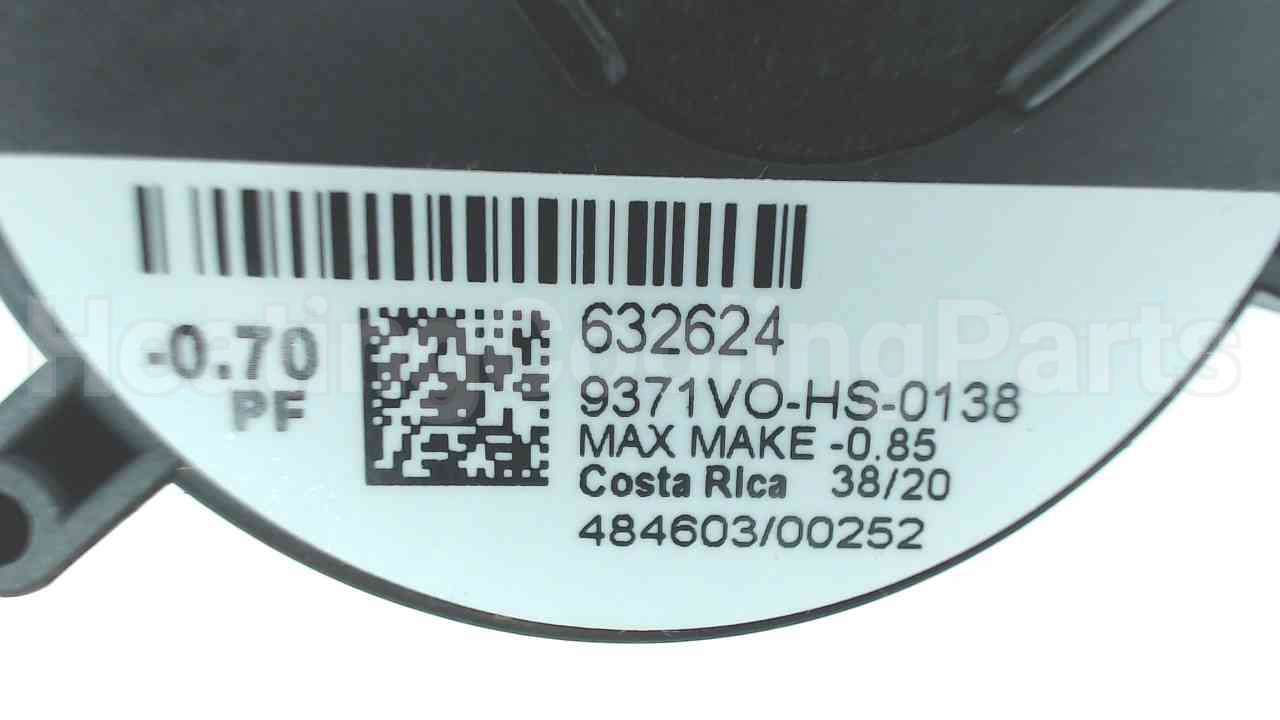 632624
-0.70
PF
9371VO-HS-0138
MAX MAKE -0.85
Costa Rica 38/20
484603/00252
HeatingCoolingParts